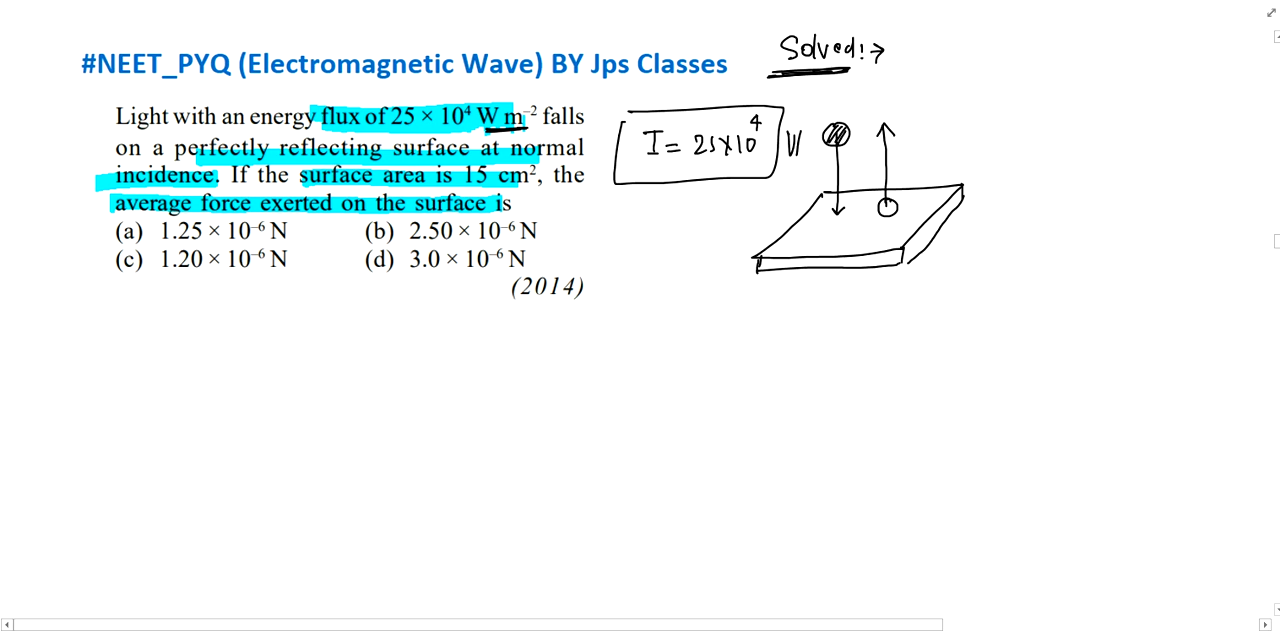 #NEET_PYQ (Electromagnetic Wave) BY Jps Classes
Solved!→
Light with an energy flux of 25 × 10⁴ W m⁻² falls
on a perfectly reflecting surface at normal
incidence. If the surface area is 15 cm², the
average force exerted on the surface is
(a) 1.25 × 10⁻⁶ N (b) 2.50 × 10⁻⁶ N
(c) 1.20 × 10⁻⁶ N (d) 3.0 × 10⁻⁶ N
(2014)
I = 25×10⁴ W